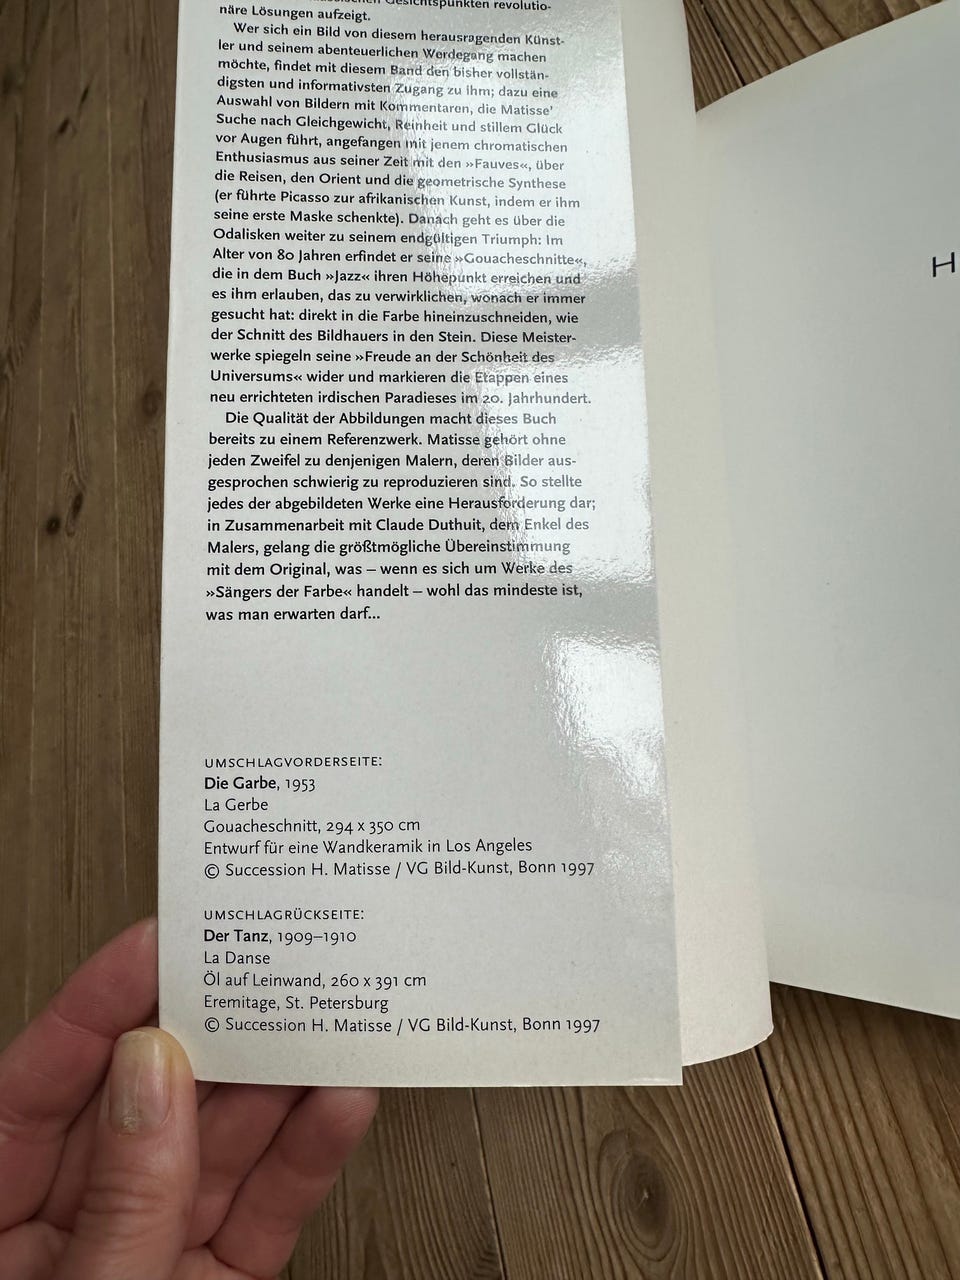 Gesichtspunkten revolutio-
näre Lösungen aufzeigt.
Wer sich ein Bild von diesem herausragenden Künst-
ler und seinem abenteuerlichen Werdegang machen
möchte, findet mit diesem Band den bisher vollstän-
digsten und informativsten Zugang zu ihm; dazu eine
Auswahl von Bildern mit Kommentaren, die Matisse'
Suche nach Gleichgewicht, Reinheit und stillem Glück
vor Augen führt, angefangen mit jenem chromatischen
Enthusiasmus aus seiner Zeit mit den »Fauves«, über
die Reisen, den Orient und die geometrische Synthese
(er führte Picasso zur afrikanischen Kunst, indem er ihm
seine erste Maske schenkte). Danach geht es über die
Odalisken weiter zu seinem endgültigen Triumph: Im
Alter von 80 Jahren erfindet er seine »Gouacheschnitte«,
die in dem Buch »Jazz« ihren Höhepunkt erreichen und
es ihm erlauben, das zu verwirklichen, wonach er immer
gesucht hat: direkt in die Farbe hineinzuschneiden, wie
der Schnitt des Bildhauers in den Stein. Diese Meister-
werke spiegeln seine »Freude an der Schönheit des
Universums« wider und markieren die Etappen eines
neu errichteten irdischen Paradieses im 20. Jahrhundert.
Die Qualität der Abbildungen macht dieses Buch
bereits zu einem Referenzwerk. Matisse gehört ohne
jeden Zweifel zu denjenigen Malern, deren Bilder aus-
gesprochen schwierig zu reproduzieren sind. So stellte
jedes der abgebildeten Werke eine Herausforderung dar;
in Zusammenarbeit mit Claude Duthuit, dem Enkel des
Malers, gelang die größtmögliche Übereinstimmung
mit dem Original, was – wenn es sich um Werke des
»Sängers der Farbe« handelt – wohl das mindeste ist,
was man erwarten darf...
UMSCHLAGVORDERSEITE:
Die Garbe, 1953
La Gerbe
Gouacheschnitt, 294 x 350 cm
Entwurf für eine Wandkeramik in Los Angeles
© Succession H. Matisse / VG Bild-Kunst, Bonn 1997
UMSCHLAGRÜCKSEITE:
Der Tanz, 1909–1910
La Danse
Öl auf Leinwand, 260 x 391 cm
Eremitage, St. Petersburg
© Succession H. Matisse / VG Bild-Kunst, Bonn 1997
H